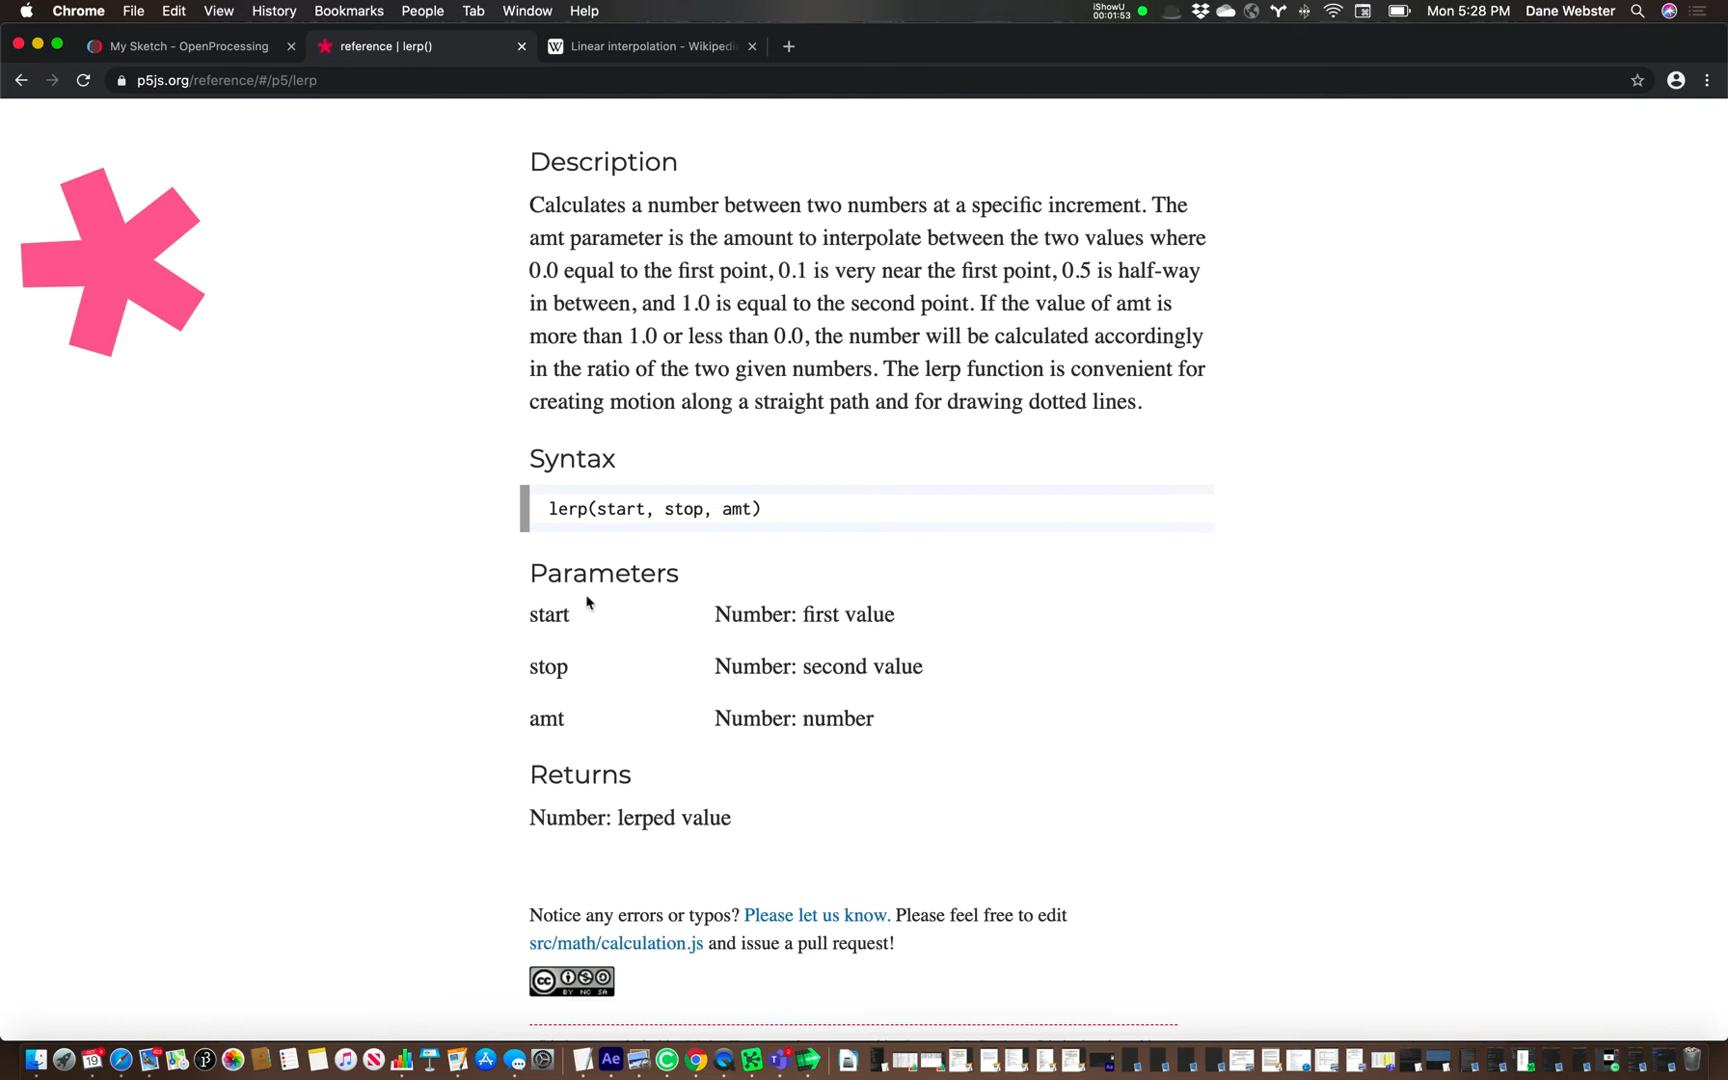 Chrome File Edit View History Bookmarks People Tab Window Help iShowU 00:01:53 Mon 5:28 PM Dane Webster
My Sketch - OpenProcessing reference | lerp() Linear interpolation - Wikipedi
p5js.org/reference/#/p5/lerp
Description
Calculates a number between two numbers at a specific increment. The
amt parameter is the amount to interpolate between the two values where
0.0 equal to the first point, 0.1 is very near the first point, 0.5 is half-way
in between, and 1.0 is equal to the second point. If the value of amt is
more than 1.0 or less than 0.0, the number will be calculated accordingly
in the ratio of the two given numbers. The lerp function is convenient for
creating motion along a straight path and for drawing dotted lines.
Syntax
lerp(start, stop, amt)
Parameters
start Number: first value
stop Number: second value
amt Number: number
Returns
Number: lerped value
Notice any errors or typos? Please let us know. Please feel free to edit
src/math/calculation.js and issue a pull request!
CC BY NC SA